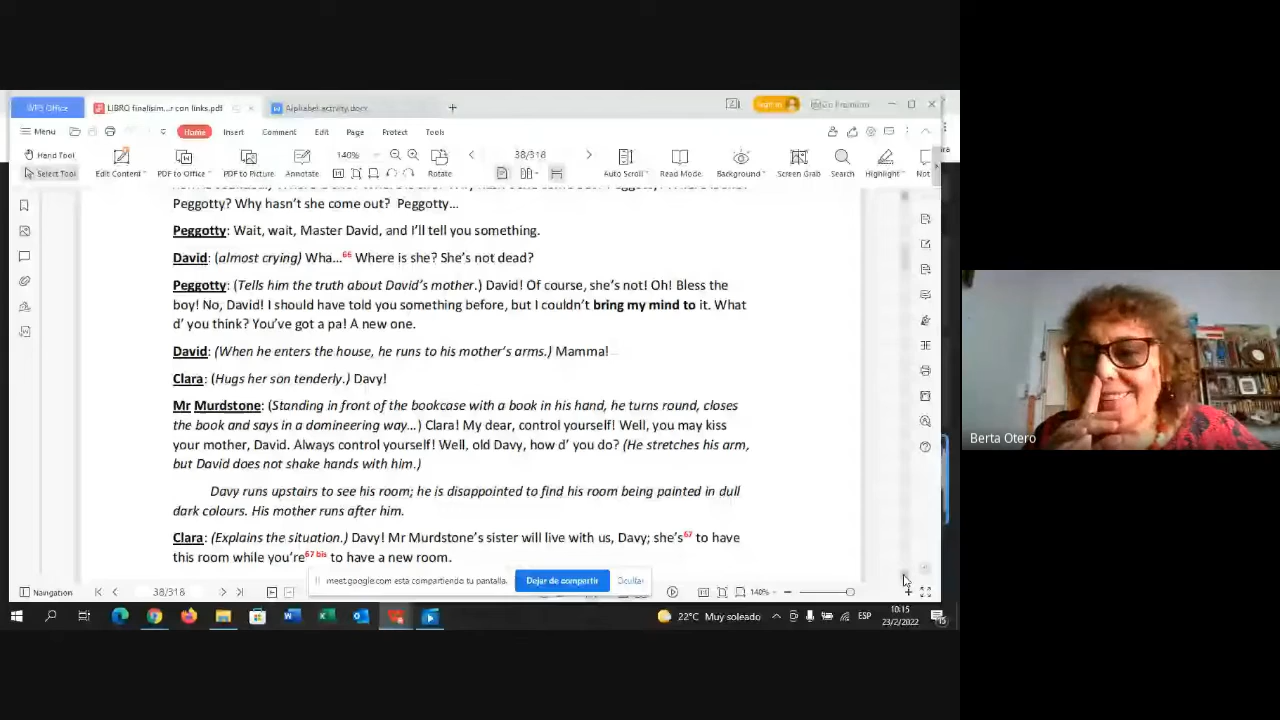 WPS Office
LIBRO finalisim...r con links.pdf
Alphabet activity.docx
+
Sign in
Go Premium
Menu
Home
Insert
Comment
Edit
Page
Protect
Tools
Hand Tool
Select Tool
Edit Content
PDF to Office
PDF to Picture
Annotate
140%
Rotate
38/318
Auto Scroll
Read Mode
Background
Screen Grab
Search
Highlight
Not
Peggotty? Why hasn't she come out? Peggotty…
Peggotty: Wait, wait, Master David, and I'll tell you something.
David: (almost crying) Wha…66 Where is she? She's not dead?
Peggotty: (Tells him the truth about David's mother.) David! Of course, she's not! Oh! Bless the
boy! No, David! I should have told you something before, but I couldn't bring my mind to it. What
d' you think? You've got a pa! A new one.
David: (When he enters the house, he runs to his mother's arms.) Mamma!
Clara: (Hugs her son tenderly.) Davy!
Mr Murdstone: (Standing in front of the bookcase with a book in his hand, he turns round, closes
the book and says in a domineering way…) Clara! My dear, control yourself! Well, you may kiss
your mother, David. Always control yourself! Well, old Davy, how d' you do? (He stretches his arm,
but David does not shake hands with him.)
Davy runs upstairs to see his room; he is disappointed to find his room being painted in dull
dark colours. His mother runs after him.
Clara: (Explains the situation.) Davy! Mr Murdstone's sister will live with us, Davy; she's67 to have
this room while you're67 bis to have a new room.
meet.google.com está compartiendo tu pantalla.
Dejar de compartir
Ocultar
Navigation
38/318
140%
22°C Muy soleado
ESP
10:15
23/2/2022
15
Berta Otero